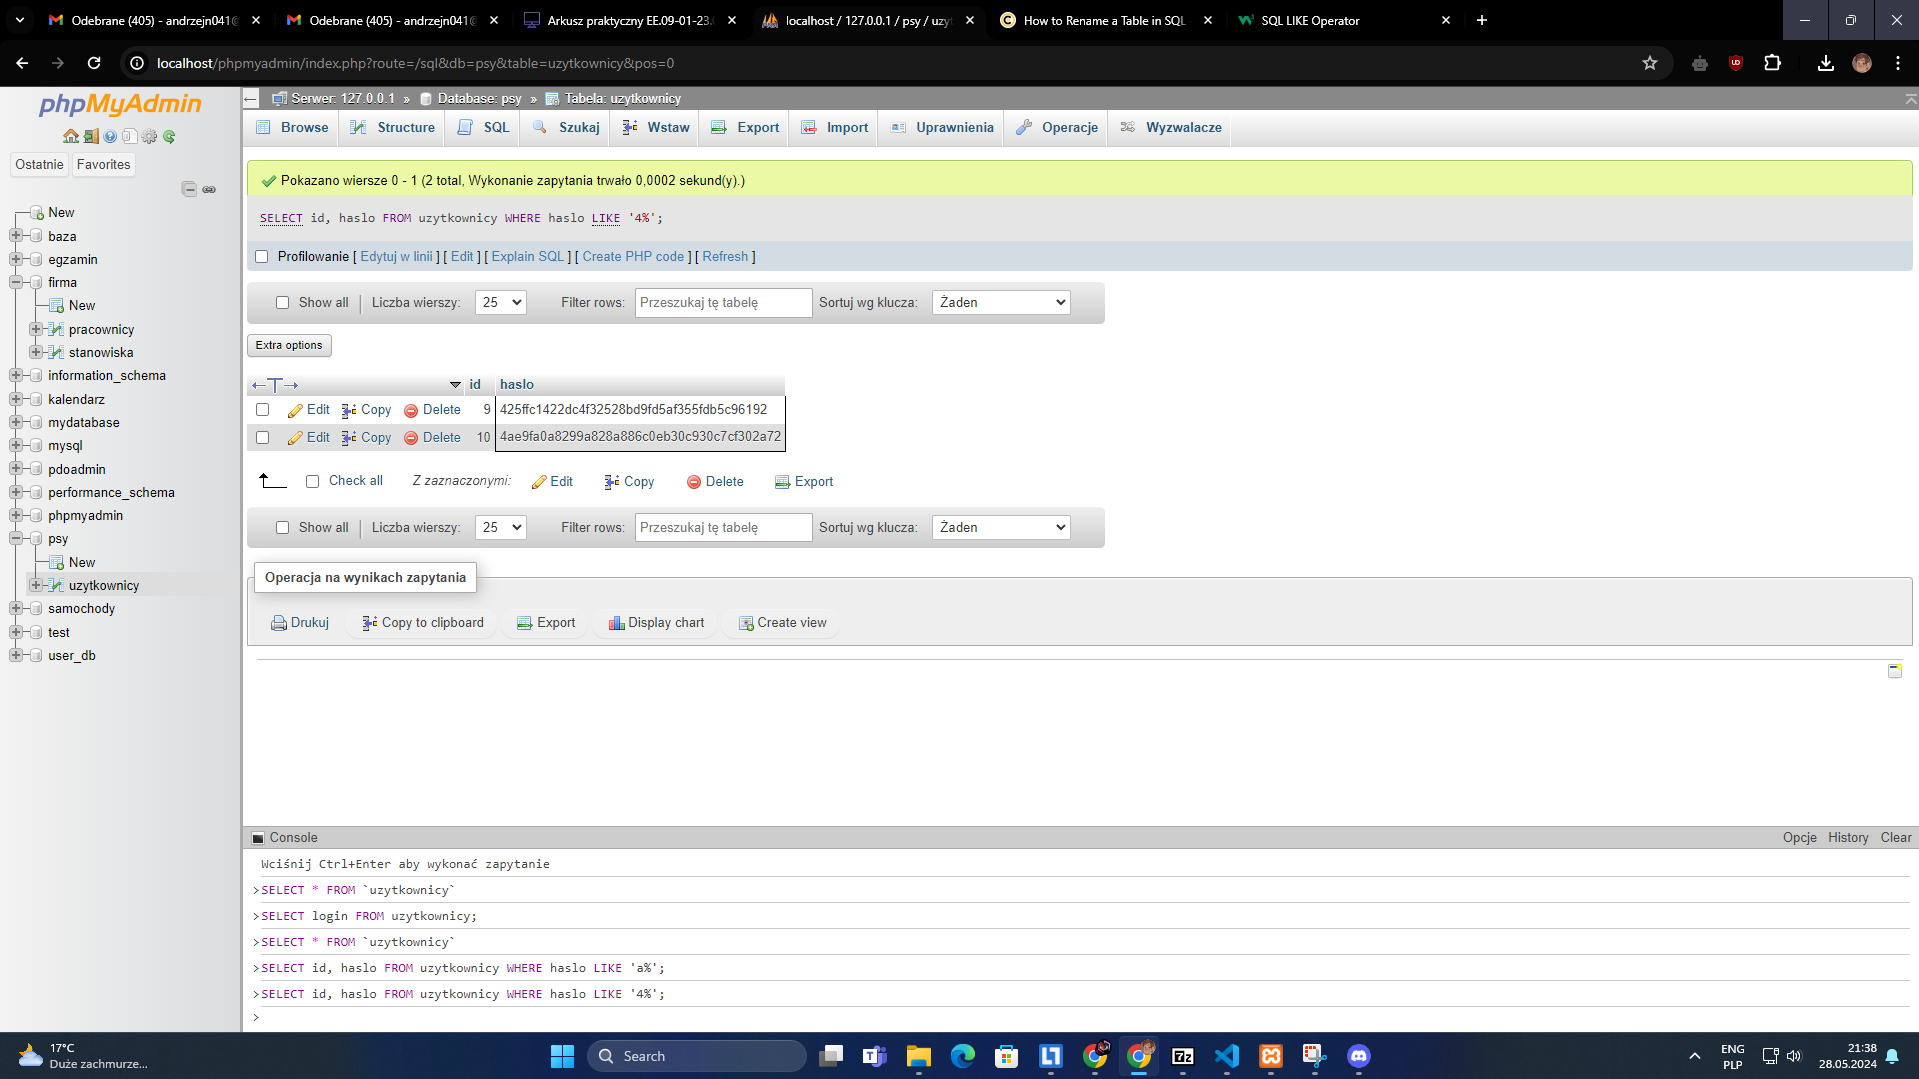 Odebrane (405) - andrzejn041@
Odebrane (405) - andrzejn041@
Arkusz praktyczny EE.09-01-23.0
localhost / 127.0.0.1 / psy / uzyt
How to Rename a Table in SQL
SQL LIKE Operator
localhost/phpmyadmin/index.php?route=/sql&db=psy&table=uzytkownicy&pos=0
phpMyAdmin
Ostatnie
Favorites
New
baza
egzamin
firma
New
pracownicy
stanowiska
information_schema
kalendarz
mydatabase
mysql
pdoadmin
performance_schema
phpmyadmin
psy
New
uzytkownicy
samochody
test
user_db
Serwer: 127.0.0.1 » Database: psy » Tabela: uzytkownicy
Browse Structure SQL Szukaj Wstaw Export Import Uprawnienia Operacje Wyzwalacze
Pokazano wiersze 0 - 1 (2 total, Wykonanie zapytania trwało 0,0002 sekund(y).)
SELECT id, haslo FROM uzytkownicy WHERE haslo LIKE '4%';
Profilowanie [ Edytuj w linii ] [ Edit ] [ Explain SQL ] [ Create PHP code ] [ Refresh ]
Show all | Liczba wierszy: 25 Filter rows: Przeszukaj tę tabelę Sortuj wg klucza: Żaden
Extra options
←T→ id haslo
Edit Copy Delete 9 425ffc1422dc4f32528bd9fd5af355fdb5c96192
Edit Copy Delete 10 4ae9fa0a8299a828a886c0eb30c930c7cf302a72
Check all Z zaznaczonymi: Edit Copy Delete Export
Show all | Liczba wierszy: 25 Filter rows: Przeszukaj tę tabelę Sortuj wg klucza: Żaden
Operacja na wynikach zapytania
Drukuj Copy to clipboard Export Display chart Create view
Console Opcje History Clear
Wciśnij Ctrl+Enter aby wykonać zapytanie
>SELECT * FROM `uzytkownicy`
>SELECT login FROM uzytkownicy;
>SELECT * FROM `uzytkownicy`
>SELECT id, haslo FROM uzytkownicy WHERE haslo LIKE 'a%';
>SELECT id, haslo FROM uzytkownicy WHERE haslo LIKE '4%';
>
17°C
Duże zachmurze...
Search
ENG
PLP
21:38
28.05.2024